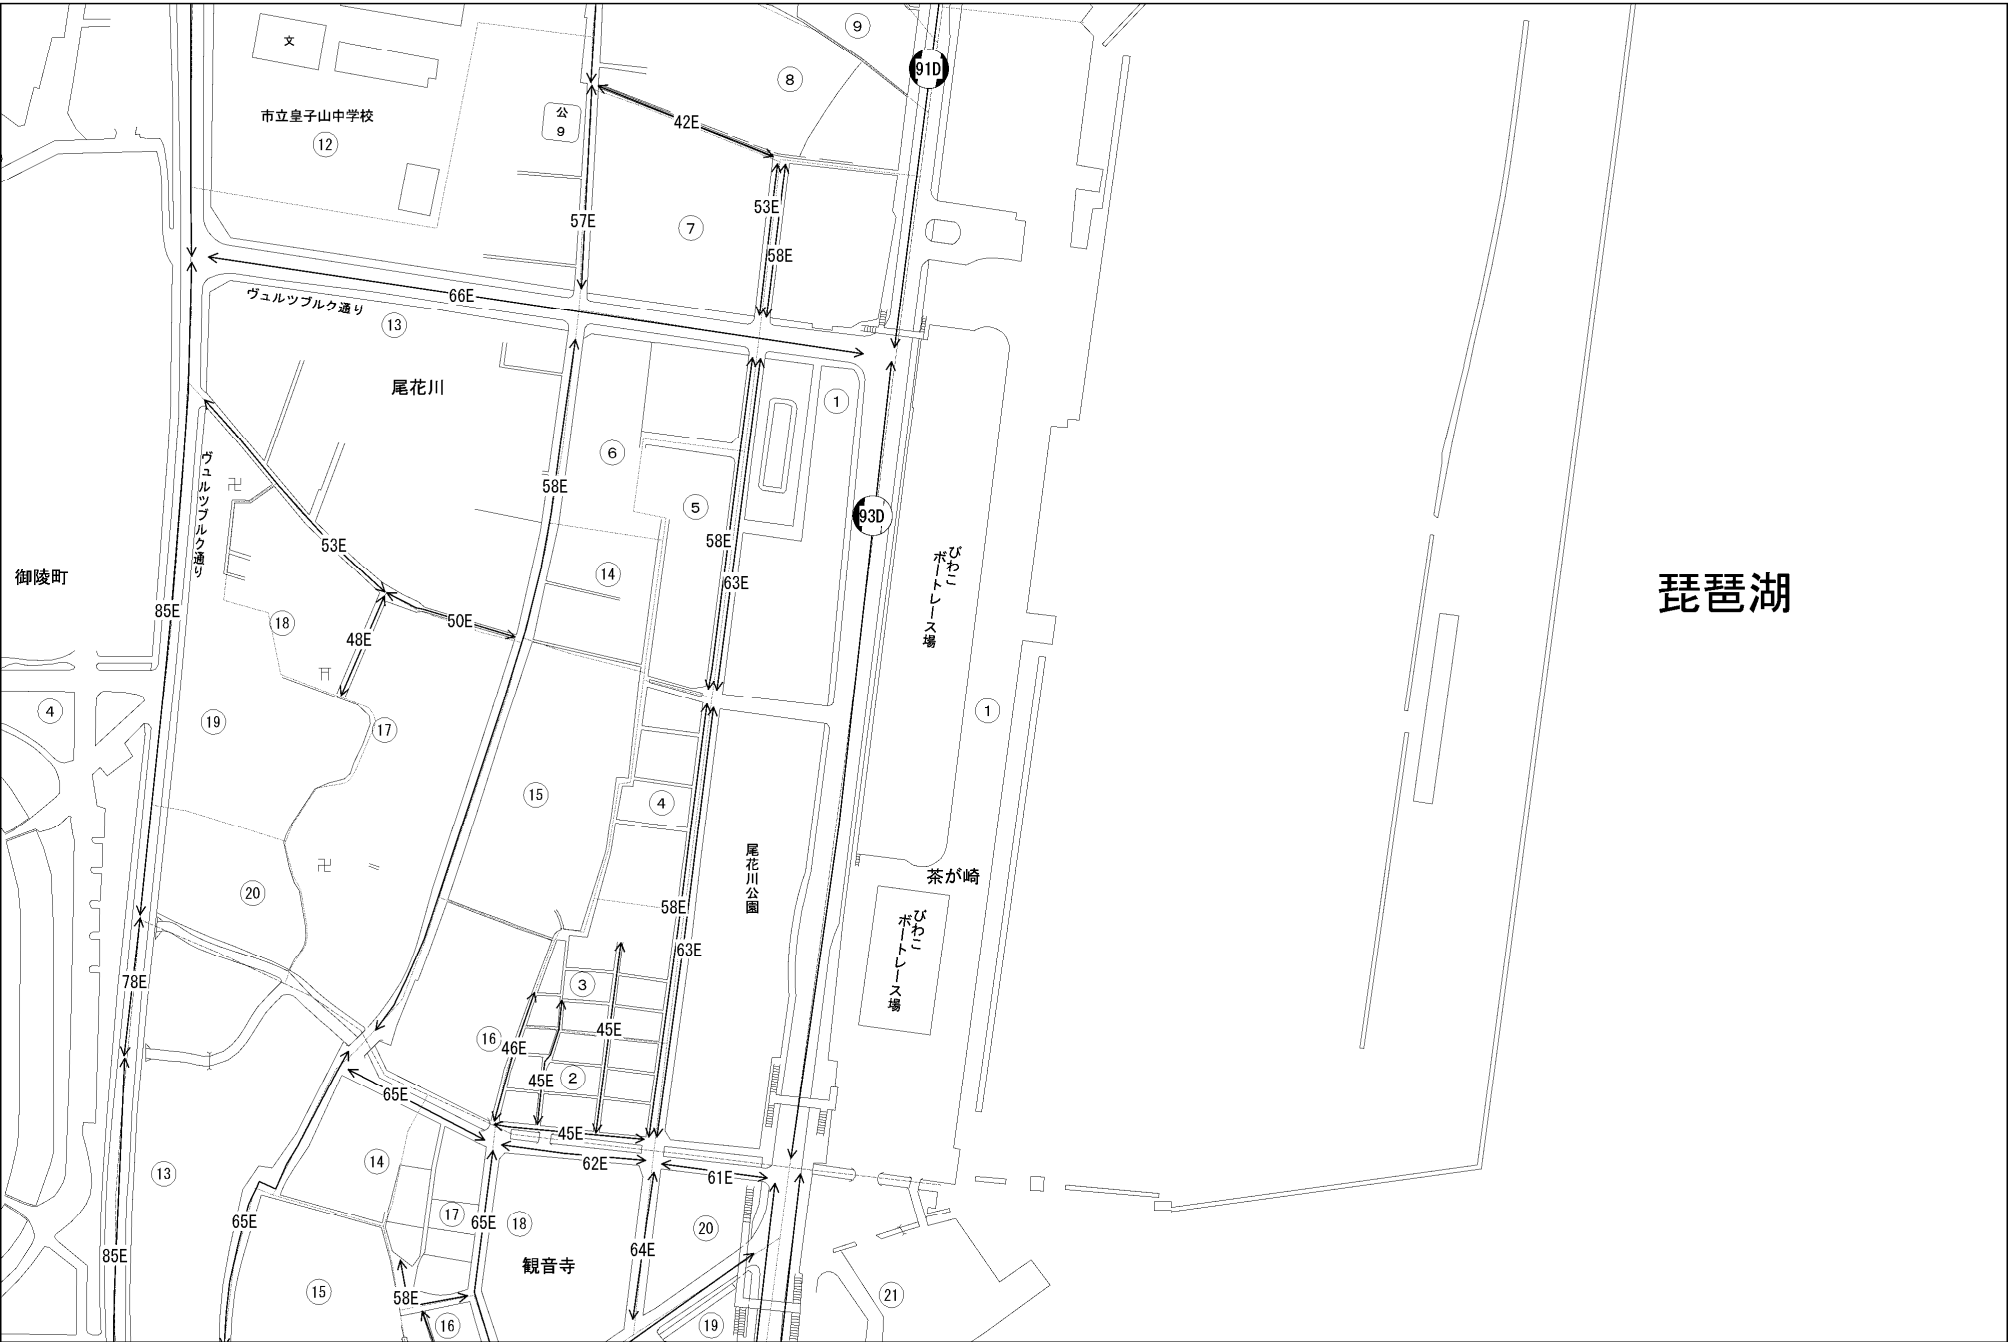 文
⑨
91D
⑧
市立皇子山中学校
⑫
公
9
42E
57E
⑦
53E
58E
66E
ヴュルツブルク通り
⑬
尾花川
①
⑥
ヴュルツブルク通り
卍
58E
⑤
93D
53E
58E
びわこ
ボートレース場
御陵町
⑭
63E
琵琶湖
85E
⑱
50E
48E
④
⑲
⑰
①
⑮
④
尾花川公園
茶が崎
⑳
卍
58E
びわこ
ボートレース場
63E
78E
③
45E
⑯
46E
45E
②
65E
45E
62E
61E
⑬
⑭
65E
⑰
65E
⑱
⑳
85E
64E
観音寺
⑮
58E
㉑
⑯
⑲